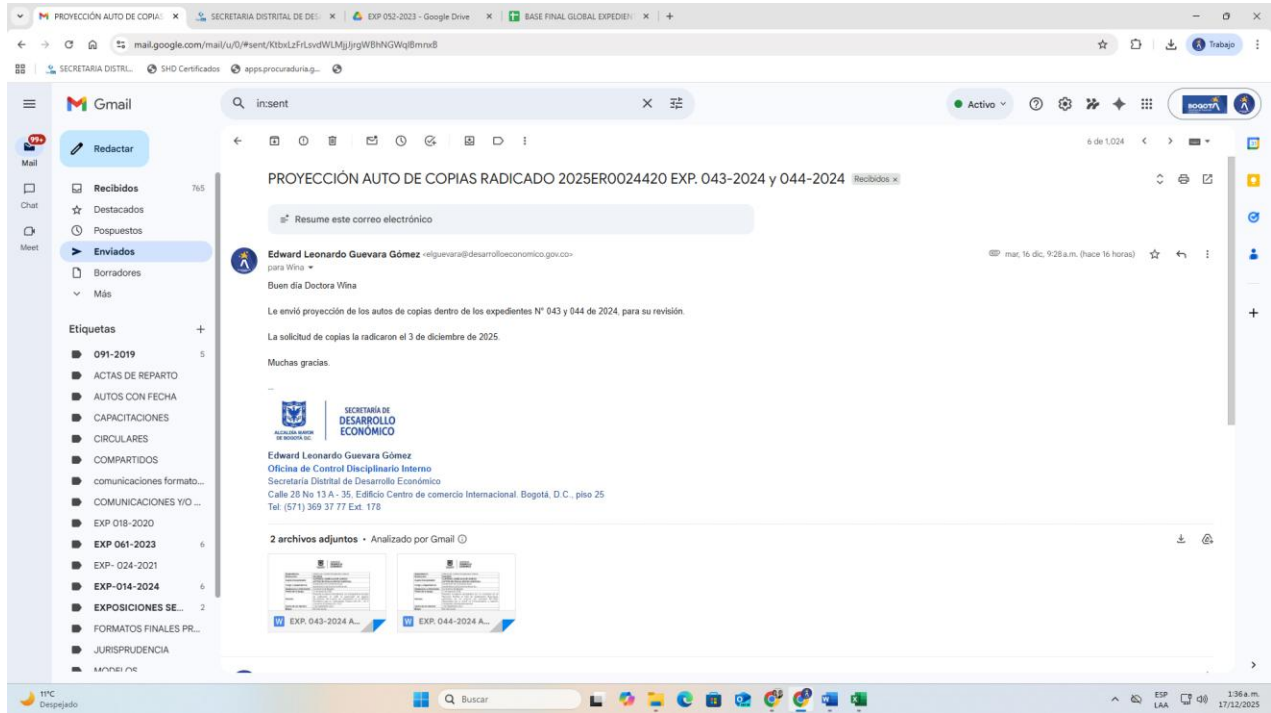 PROYECCIÓN AUTO DE COPIAS
SECRETARIA DISTRITAL DE DES
EXP 052-2023 - Google Drive
BASE FINAL GLOBAL EXPEDIEN
mail.google.com/mail/u/0/#sent/KtbxLzFrLsvdWLMjjJjrgWBhNGWqlBmnxB
Trabajo
SECRETARIA DISTRI...
SHD Certificados
apps.procuraduria.g...
Gmail
in:sent
Activo
BOGOTÁ
99+
Mail
Chat
Meet
Redactar
6 de 1,024
Recibidos 765
Destacados
Pospuestos
Enviados
Borradores
Más
Etiquetas
091-2019 5
ACTAS DE REPARTO
AUTOS CON FECHA
CAPACITACIONES
CIRCULARES
COMPARTIDOS
comunicaciones formato...
COMUNICACIONES Y/O ...
EXP 018-2020
EXP 061-2023 6
EXP- 024-2021
EXP-014-2024 6
EXPOSICIONES SE... 2
FORMATOS FINALES PR...
JURISPRUDENCIA
MODELOS
PROYECCIÓN AUTO DE COPIAS RADICADO 2025ER0024420 EXP. 043-2024 y 044-2024 Recibidos x
Resume este correo electrónico
Edward Leonardo Guevara Gómez <elguevara@desarrolloeconomico.gov.co>
mar, 16 dic, 9:28 a.m. (hace 16 horas)
para Wina
Buen día Doctora Wina
Le envió proyección de los autos de copias dentro de los expedientes N° 043 y 044 de 2024, para su revisión.
La solicitud de copias la radicaron el 3 de diciembre de 2025.
Muchas gracias.
--
ALCALDÍA MAYOR
DE BOGOTÁ D.C.
SECRETARÍA DE
DESARROLLO
ECONÓMICO
Edward Leonardo Guevara Gómez
Oficina de Control Disciplinario Interno
Secretaría Distrital de Desarrollo Económico
Calle 28 No 13 A - 35, Edificio Centro de comercio Internacional. Bogotá, D.C., piso 25
Tel: (571) 369 37 77 Ext. 178
2 archivos adjuntos • Analizado por Gmail
EXP. 043-2024 A...
EXP. 044-2024 A...
11°C
Despejado
Buscar
ESP
LAA
1:36 a. m.
17/12/2025